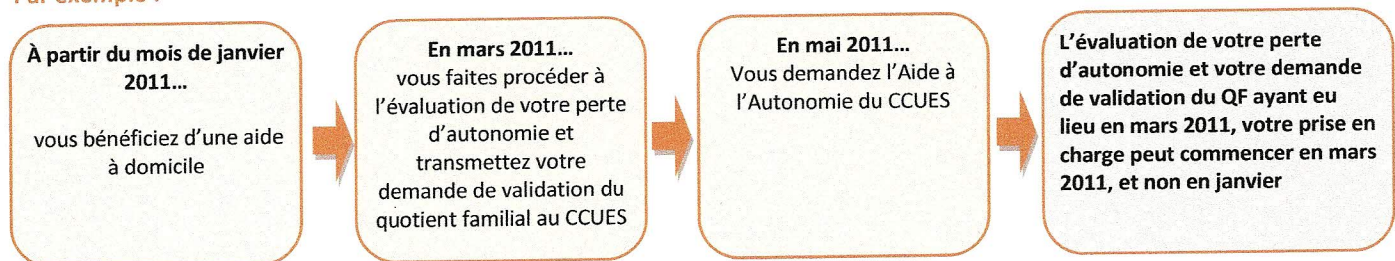 À partir du mois de janvier
2011...
vous bénéficiez d'une aide
à domicile
En mars 2011...
vous faites procéder à
l'évaluation de votre perte
d'autonomie et
transmettez votre
demande de validation du
quotient familial au CCUES
En mai 2011...
Vous demandez l'Aide à
l'Autonomie du CCUES
L'évaluation de votre perte
d'autonomie et votre demande
de validation du QF ayant eu
lieu en mars 2011, votre prise en
charge peut commencer en mars
2011, et non en janvier